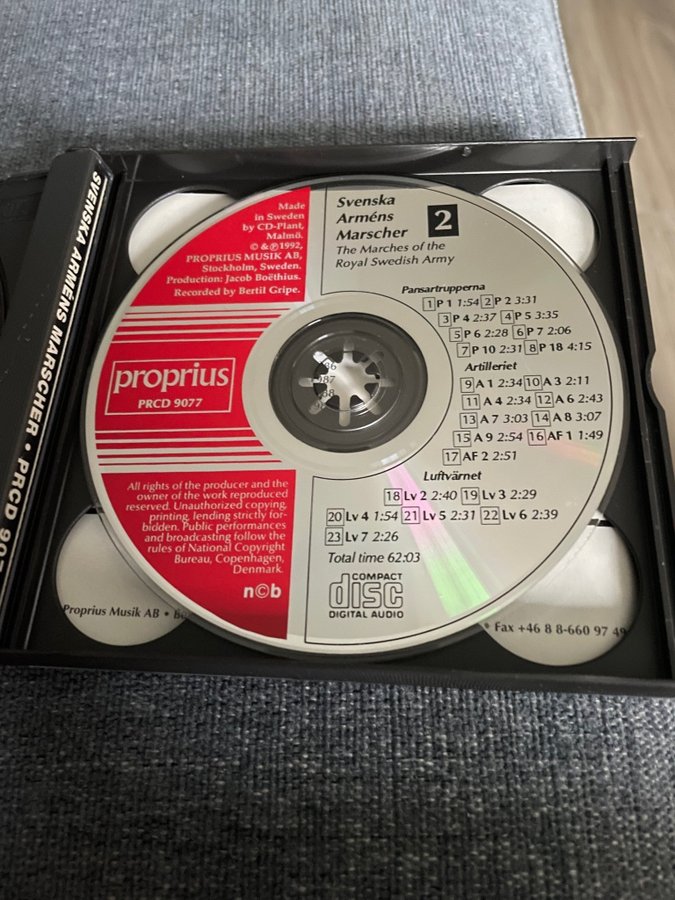 SVENSKA ARMÉNS MARSCHER • PRCD 907
Made
in Sweden
by CD-Plant,
Malmö.
© & ℗ 1992,
PROPRIUS MUSIK AB,
Stockholm, Sweden.
Production: Jacob Boëthius.
Recorded by Bertil Gripe.
proprius
PRCD 9077
All rights of the producer and the
owner of the work reproduced
reserved. Unauthorized copying,
printing, lending strictly for-
bidden. Public performances
and broadcasting follow the
rules of National Copyright
Bureau, Copenhagen,
Denmark.
n©b
Svenska
Arméns
Marscher 2
The Marches of the
Royal Swedish Army
Pansartrupperna
1 P 1 1:54 2 P 2 3:31
3 P 4 2:37 4 P 5 3:35
5 P 6 2:28 6 P 7 2:06
7 P 10 2:31 8 P 18 4:15
Artilleriet
9 A 1 2:34 10 A 3 2:11
11 A 4 2:34 12 A 6 2:43
13 A 7 3:03 14 A 8 3:07
15 A 9 2:54 16 AF 1 1:49
17 AF 2 2:51
Luftvärnet
18 Lv 2 2:40 19 Lv 3 2:29
20 Lv 4 1:54 21 Lv 5 2:31 22 Lv 6 2:39
23 Lv 7 2:26
Total time 62:03
COMPACT
disc
DIGITAL AUDIO
Proprius Musik AB •
• Fax +46 8 8-660 97 49